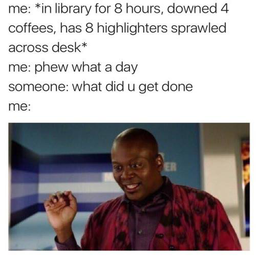 me: *in library for 8 hours, downed 4
coffees, has 8 highlighters sprawled
across desk*
me: phew what a day
someone: what did u get done
me: